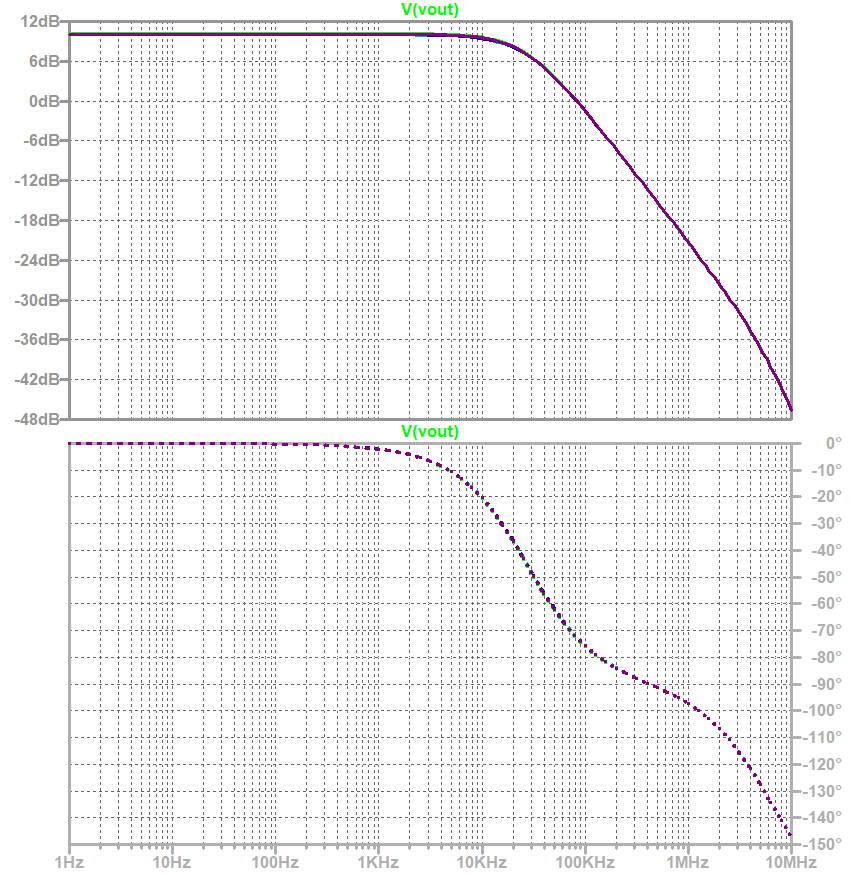 V(vout)
12dB
6dB
0dB
-6dB
-12dB
-18dB
-24dB
-30dB
-36dB
-42dB
-48dB
V(vout)
0°
-10°
-20°
-30°
-40°
-50°
-60°
-70°
-80°
-90°
-100°
-110°
-120°
-130°
-140°
-150°
1Hz 10Hz 100Hz 1KHz 10KHz 100KHz 1MHz 10MHz